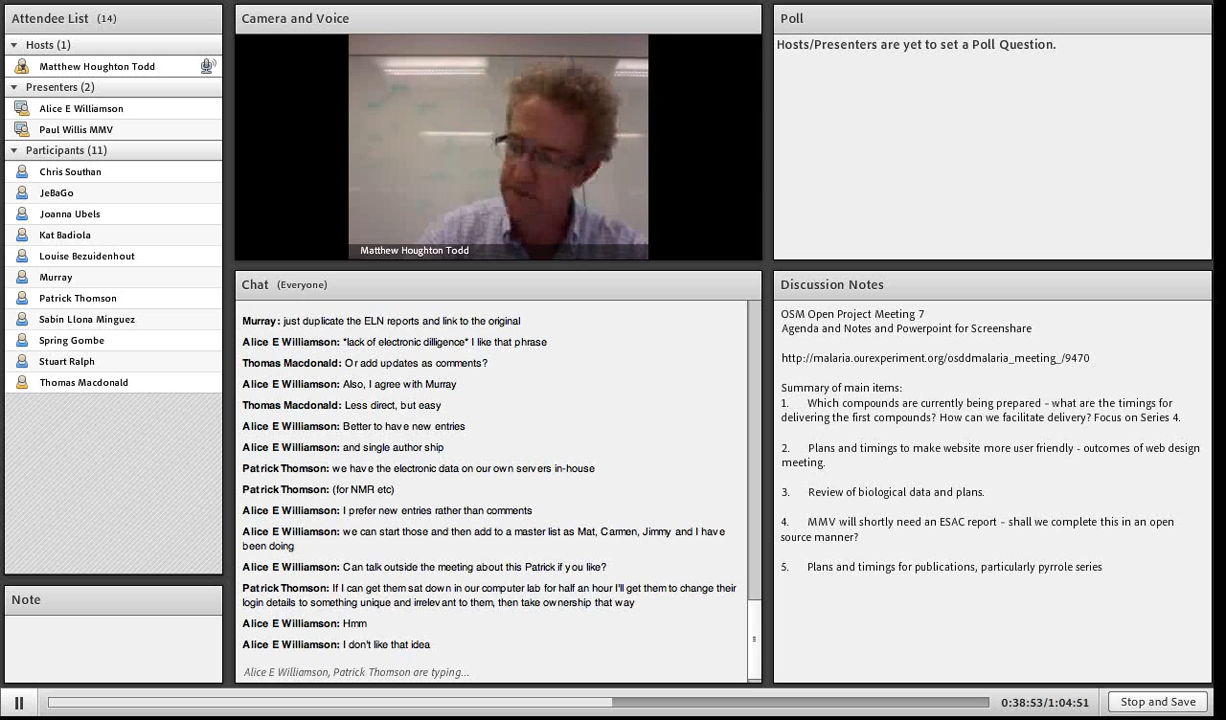 Attendee List (14)
Hosts (1)
Matthew Houghton Todd
Presenters (2)
Alice E Williamson
Paul Willis MMV
Participants (11)
Chris Southan
JeBaGo
Joanna Ubels
Kat Badiola
Louise Bezuidenhout
Murray
Patrick Thomson
Sabin Llona Minguez
Spring Gombe
Stuart Ralph
Thomas Macdonald
Note
Camera and Voice
Matthew Houghton Todd
Chat (Everyone)
Murray: just duplicate the ELN reports and link to the original
Alice E Williamson: *lack of electronic dilligence* I like that phrase
Thomas Macdonald: Or add updates as comments?
Alice E Williamson: Also, I agree with Murray
Thomas Macdonald: Less direct, but easy
Alice E Williamson: Better to have new entries
Alice E Williamson: and single author ship
Patrick Thomson: we have the electronic data on our own servers in-house
Patrick Thomson: (for NMR etc)
Alice E Williamson: I prefer new entries rather than comments
Alice E Williamson: we can start those and then add to a master list as Mat, Carmen, Jimmy and I have
been doing
Alice E Williamson: Can talk outside the meeting about this Patrick if you like?
Patrick Thomson: If I can get them sat down in our computer lab for half an hour I'll get them to change their
login details to something unique and irrelevant to them, then take ownership that way
Alice E Williamson: Hmm
Alice E Williamson: I don't like that idea
Alice E Williamson, Patrick Thomson are typing...
Poll
Hosts/Presenters are yet to set a Poll Question.
Discussion Notes
OSM Open Project Meeting 7
Agenda and Notes and Powerpoint for Screenshare
http://malaria.ourexperiment.org/osddmalaria_meeting_/9470
Summary of main items:
1. Which compounds are currently being prepared - what are the timings for
delivering the first compounds? How can we facilitate delivery? Focus on Series 4.
2. Plans and timings to make website more user friendly - outcomes of web design
meeting.
3. Review of biological data and plans.
4. MMV will shortly need an ESAC report - shall we complete this in an open
source manner?
5. Plans and timings for publications, particularly pyrrole series
0:38:53/1:04:51
Stop and Save